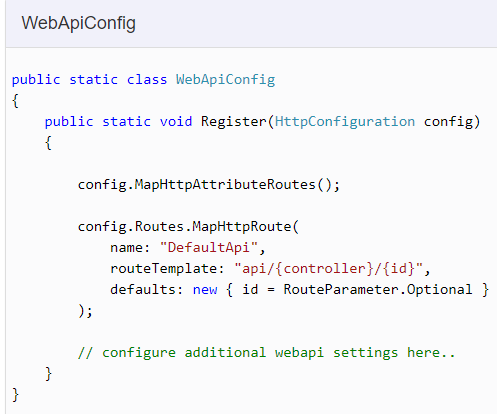 WebApiConfig
public static class WebApiConfig
{
    public static void Register(HttpConfiguration config)
    {
        config.MapHttpAttributeRoutes();
        config.Routes.MapHttpRoute(
            name: "DefaultApi",
            routeTemplate: "api/{controller}/{id}",
            defaults: new { id = RouteParameter.Optional }
        );
        // configure additional webapi settings here..
    }
}